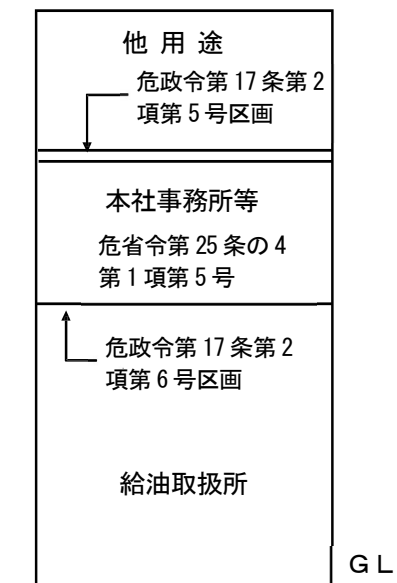 他 用 途
危政令第 17 条第 2
項第 5 号区画
本社事務所等
危省令第 25 条の 4
第 1 項第 5 号
危政令第 17 条第 2
項第 6 号区画
給油取扱所
ＧＬ